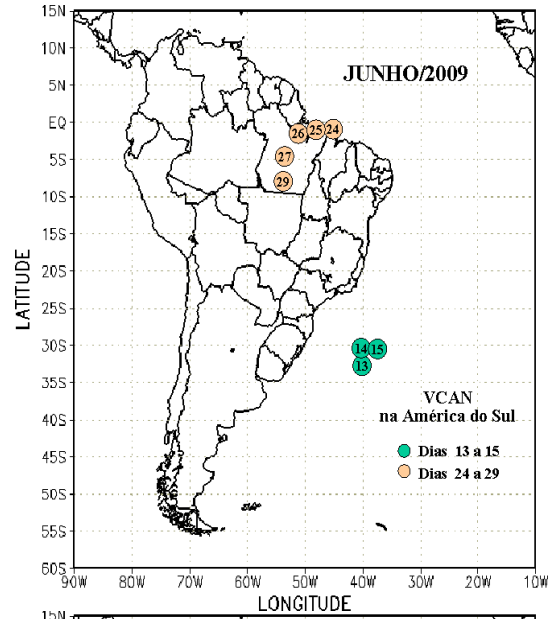 15N
10N
5N
EQ
5S
10S
15S
20S
25S
30S
35S
40S
45S
50S
55S
60S
LATITUDE
JUNHO/2009
26 25 24
27
29
14 15
13
VCAN
na América do Sul
Dias 13 a 15
Dias 24 a 29
90W 80W 70W 60W 50W 40W 30W 20W 10W
LONGITUDE
15N